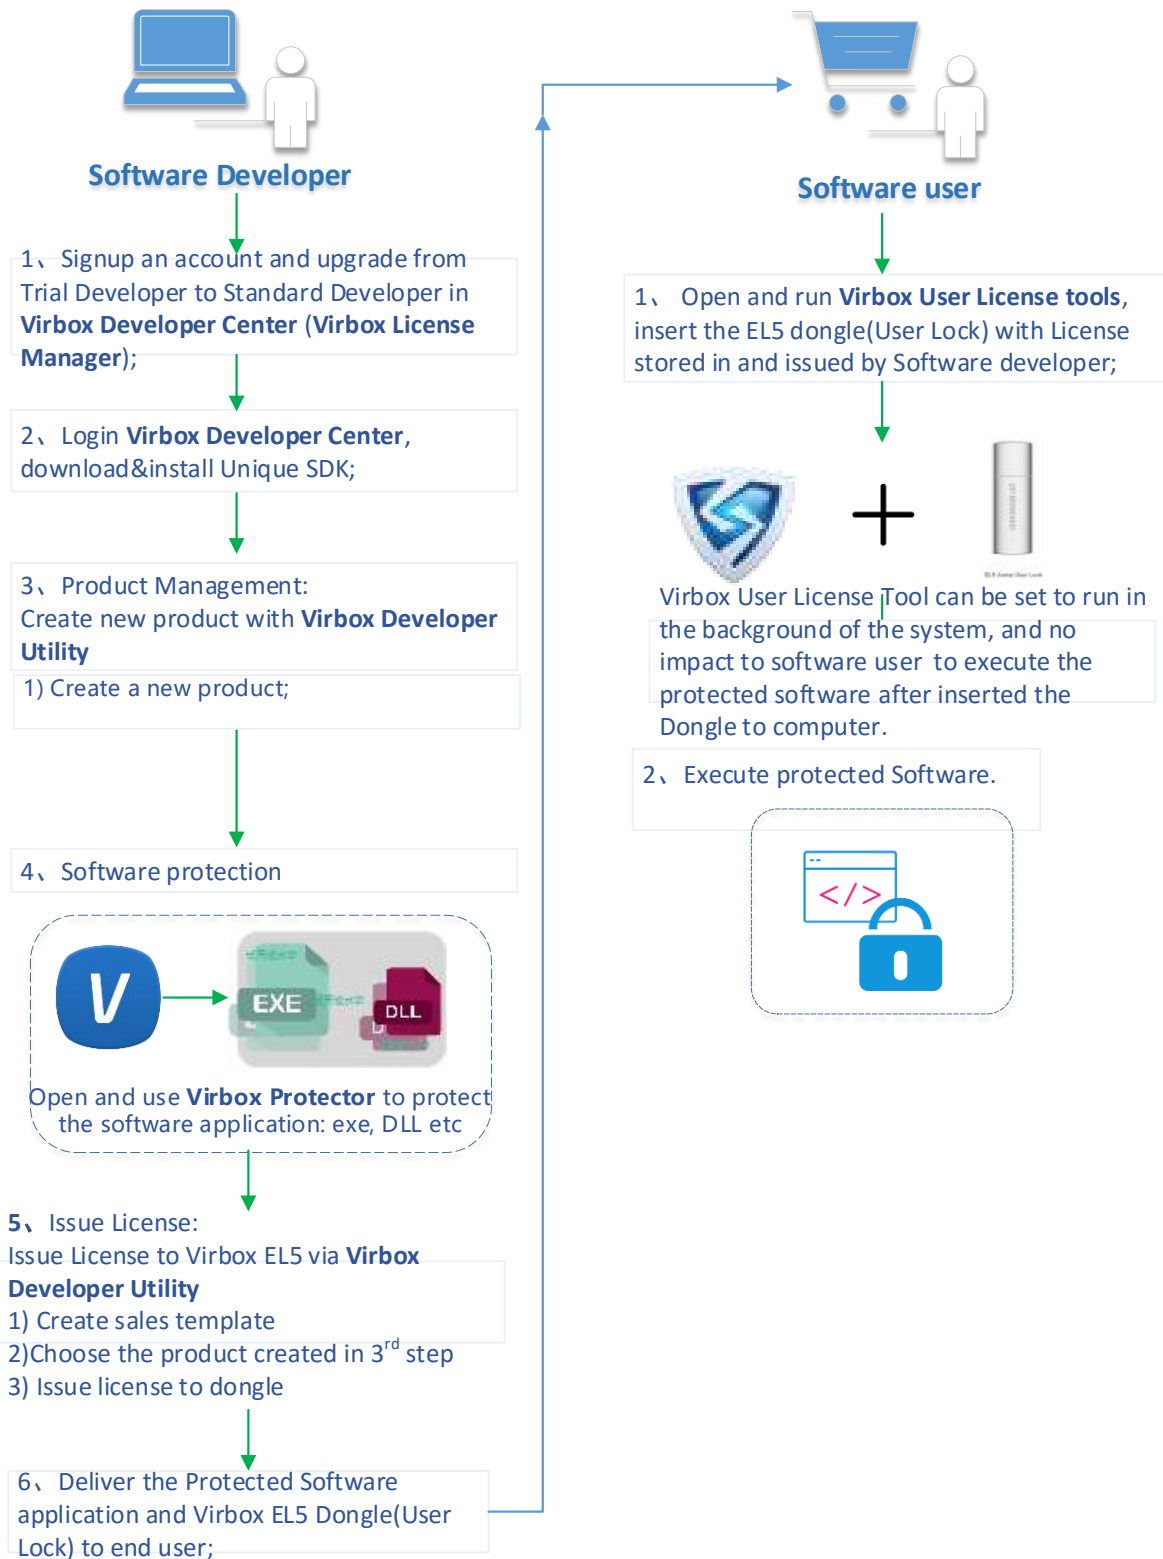 Software Developer
1、Signup an account and upgrade from
Trial Developer to Standard Developer in
Virbox Developer Center (Virbox License
Manager);
2、Login Virbox Developer Center,
download&install Unique SDK;
3、Product Management:
Create new product with Virbox Developer
Utility
1) Create a new product;
4、Software protection
V
EXE
DLL
Open and use Virbox Protector to protect
the software application: exe, DLL etc
5、Issue License:
Issue License to Virbox EL5 via Virbox
Developer Utility
1) Create sales template
2)Choose the product created in 3rd step
3) Issue license to dongle
6、Deliver the Protected Software
application and Virbox EL5 Dongle(User
Lock) to end user;
Software user
1、 Open and run Virbox User License tools,
insert the EL5 dongle(User Lock) with License
stored in and issued by Software developer;
Virbox User License Tool can be set to run in
the background of the system, and no
impact to software user to execute the
protected software after inserted the
Dongle to computer.
2、Execute protected Software.
</>